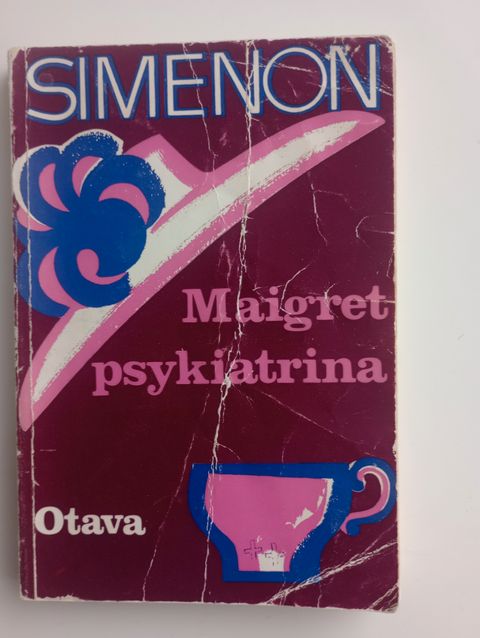 SIMENON
Maigret
psykiatrina
Otava